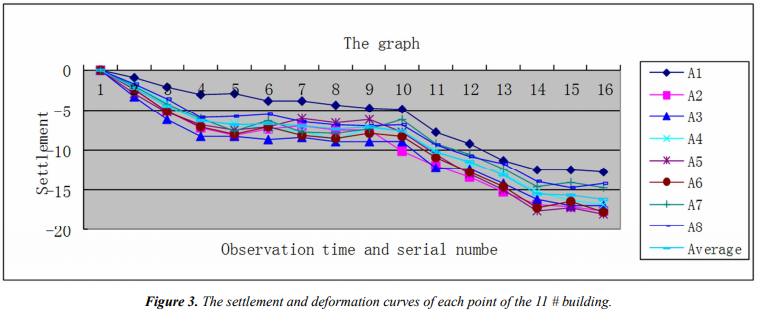 The graph
0
-5
-10
-15
-20
Settlement
1 2 3 4 5 6 7 8 9 10 11 12 13 14 15 16
Observation time and serial numbe
A1
A2
A3
A4
A5
A6
A7
A8
Average
Figure 3. The settlement and deformation curves of each point of the 11 # building.